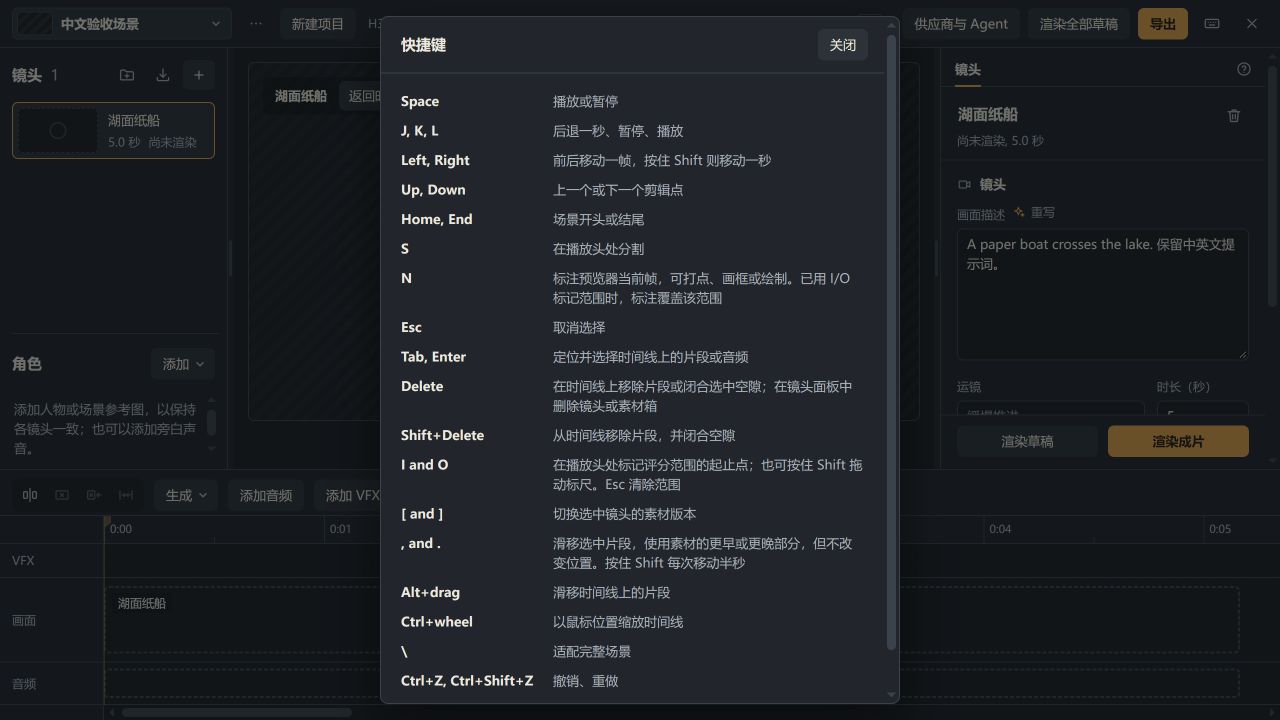 中文验收场景
新建项目
供应商与 Agent
渲染全部草稿
导出
镜头 1
湖面纸船
5.0 秒 尚未渲染
湖面纸船
角色
添加
添加人物或场景参考图，以保持
各镜头一致；也可以添加旁白声
音。
快捷键
关闭
Space 播放或暂停
J, K, L 后退一秒、暂停、播放
Left, Right 前后移动一帧，按住 Shift 则移动一秒
Up, Down 上一个或下一个剪辑点
Home, End 场景开头或结尾
S 在播放头处分割
N 标注预览器当前帧，可打点、画框或绘制。已用 I/O
标记范围时，标注覆盖该范围
Esc 取消选择
Tab, Enter 定位并选择时间线上的片段或音频
Delete 在时间线上移除片段或闭合选中空隙；在镜头面板中
删除镜头或素材箱
Shift+Delete 从时间线移除片段，并闭合空隙
I and O 在播放头处标记评分范围的起止点；也可按住 Shift 拖
动标尺。Esc 清除范围
[ and ] 切换选中镜头的素材版本
, and . 滑移选中片段，使用素材的更早或更晚部分，但不改
变位置。按住 Shift 每次移动半秒
Alt+drag 滑移时间线上的片段
Ctrl+wheel 以鼠标位置缩放时间线
\ 适配完整场景
Ctrl+Z, Ctrl+Shift+Z 撤销、重做
镜头
湖面纸船
尚未渲染, 5.0 秒
镜头
画面描述 重写
A paper boat crosses the lake. 保留中英文提
示词。
运镜 时长（秒）
渲染草稿
渲染成片
生成
添加音频
添加 VFX
0:00 0:01 0:04 0:05
VFX
画面
湖面纸船
音频